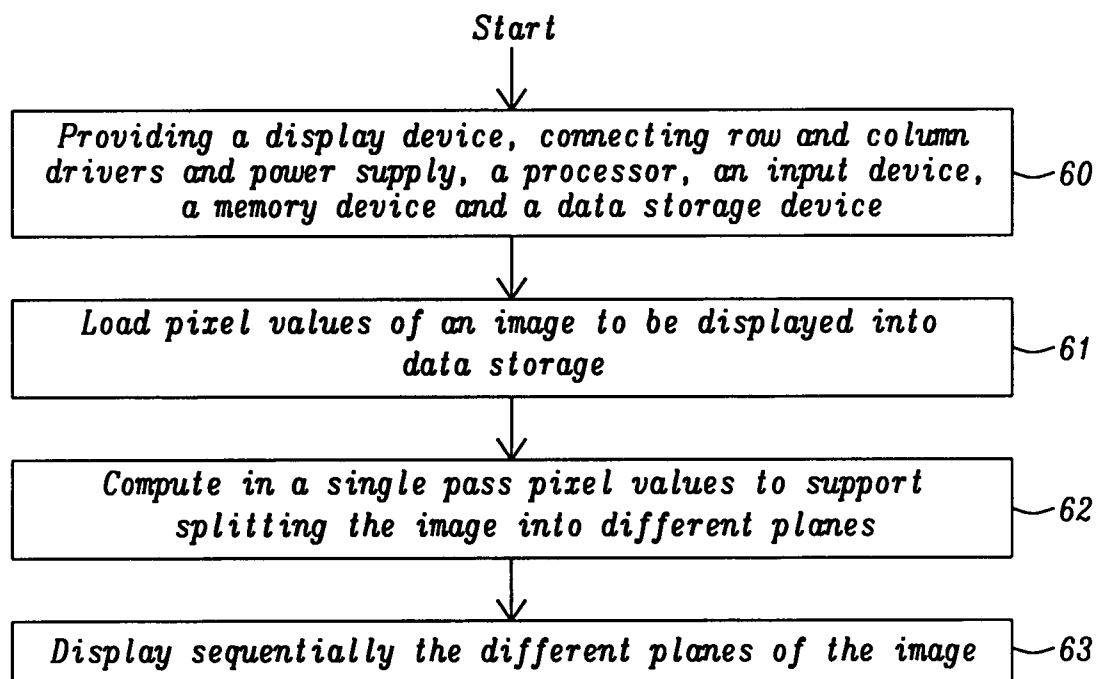 Start
Providing a display device, connecting row and column
drivers and power supply, a processor, an input device,
a memory device and a data storage device
60
Load pixel values of an image to be displayed into
data storage
61
Compute in a single pass pixel values to support
splitting the image into different planes
62
Display sequentially the different planes of the image
63